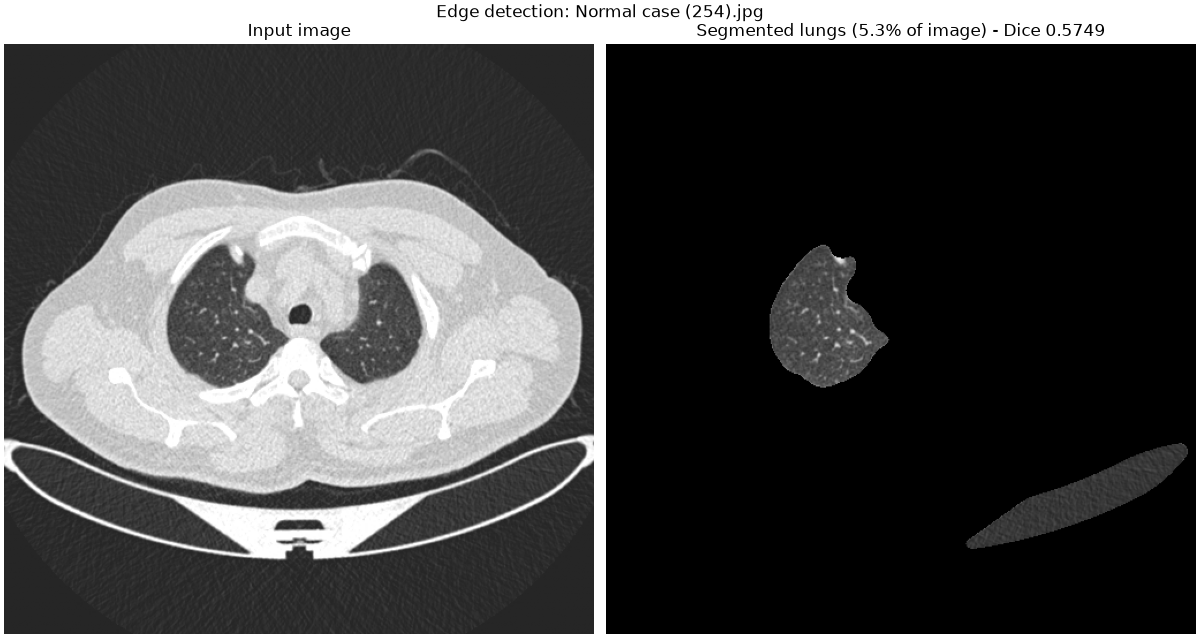 Edge detection: Normal case (254).jpg
Input image
Segmented lungs (5.3% of image) - Dice 0.5749